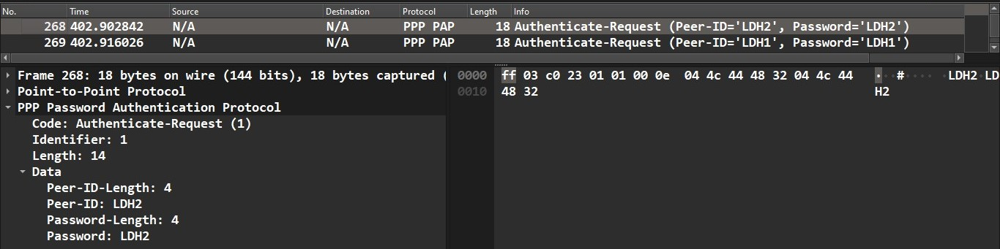 No. Time Source Destination Protocol Length Info
268 402.902842 N/A N/A PPP PAP 18 Authenticate-Request (Peer-ID='LDH2', Password='LDH2')
269 402.916026 N/A N/A PPP PAP 18 Authenticate-Request (Peer-ID='LDH1', Password='LDH1')
Frame 268: 18 bytes on wire (144 bits), 18 bytes captured (
Point-to-Point Protocol
PPP Password Authentication Protocol
Code: Authenticate-Request (1)
Identifier: 1
Length: 14
Data
Peer-ID-Length: 4
Peer-ID: LDH2
Password-Length: 4
Password: LDH2
0000 ff 03 c0 23 01 01 00 0e 04 4c 44 48 32 04 4c 44 ···#···· ·LDH2·LD
0010 48 32 H2